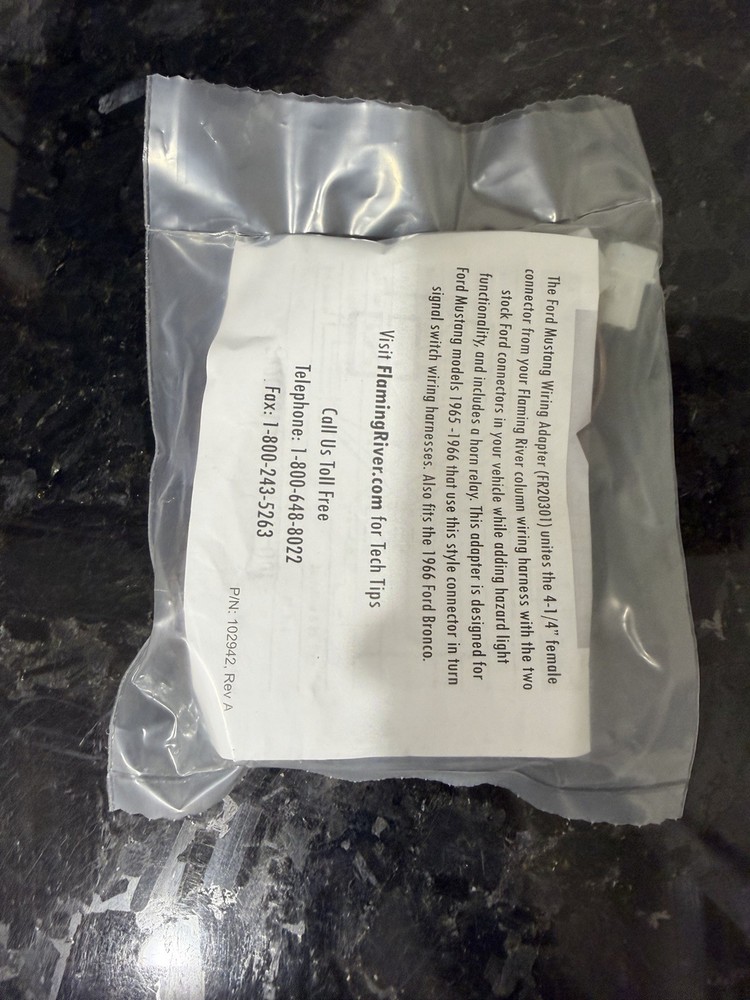 The Ford Mustang Wiring Adapter (FR20301) unites the 4-1/4" female
connector from your Flaming River column wiring harness with the two
stock Ford connectors in your vehicle while adding hazard light
functionality, and includes a horn relay. This adapter is designed for
Ford Mustang models 1965 -1966 that use this style connector in turn
signal switch wiring harnesses. Also fits the 1966 Ford Bronco.
Visit FlamingRiver.com for Tech Tips
Call Us Toll Free
Telephone: 1-800-648-8022
Fax: 1-800-243-5263
P/N: 102942, Rev A